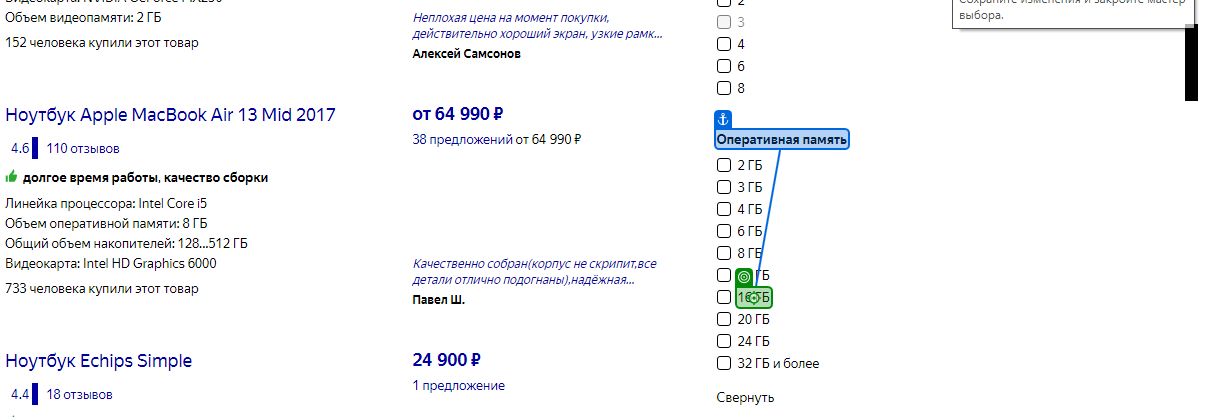 Объем видеопамяти: 2 ГБ
152 человека купили этот товар
Неплохая цена на момент покупки,
действительно хороший экран, узкие рамк...
Алексей Самсонов
2
3
4
6
8
Сохраните изменения и закройте мастер
выбора.
Ноутбук Apple MacBook Air 13 Mid 2017
4.6 110 отзывов
долгое время работы, качество сборки
Линейка процессора: Intel Core i5
Объем оперативной памяти: 8 ГБ
Общий объем накопителей: 128...512 ГБ
Видеокарта: Intel HD Graphics 6000
733 человека купили этот товар
от 64 990 ₽
38 предложений от 64 990 ₽
Качественно собран(корпус не скрипит,все
детали отлично подогнаны),надёжная...
Павел Ш.
Оперативная память
2 ГБ
3 ГБ
4 ГБ
6 ГБ
8 ГБ
ГБ
16 ГБ
20 ГБ
24 ГБ
32 ГБ и более
Свернуть
Ноутбук Echips Simple
4.4 18 отзывов
24 900 ₽
1 предложение